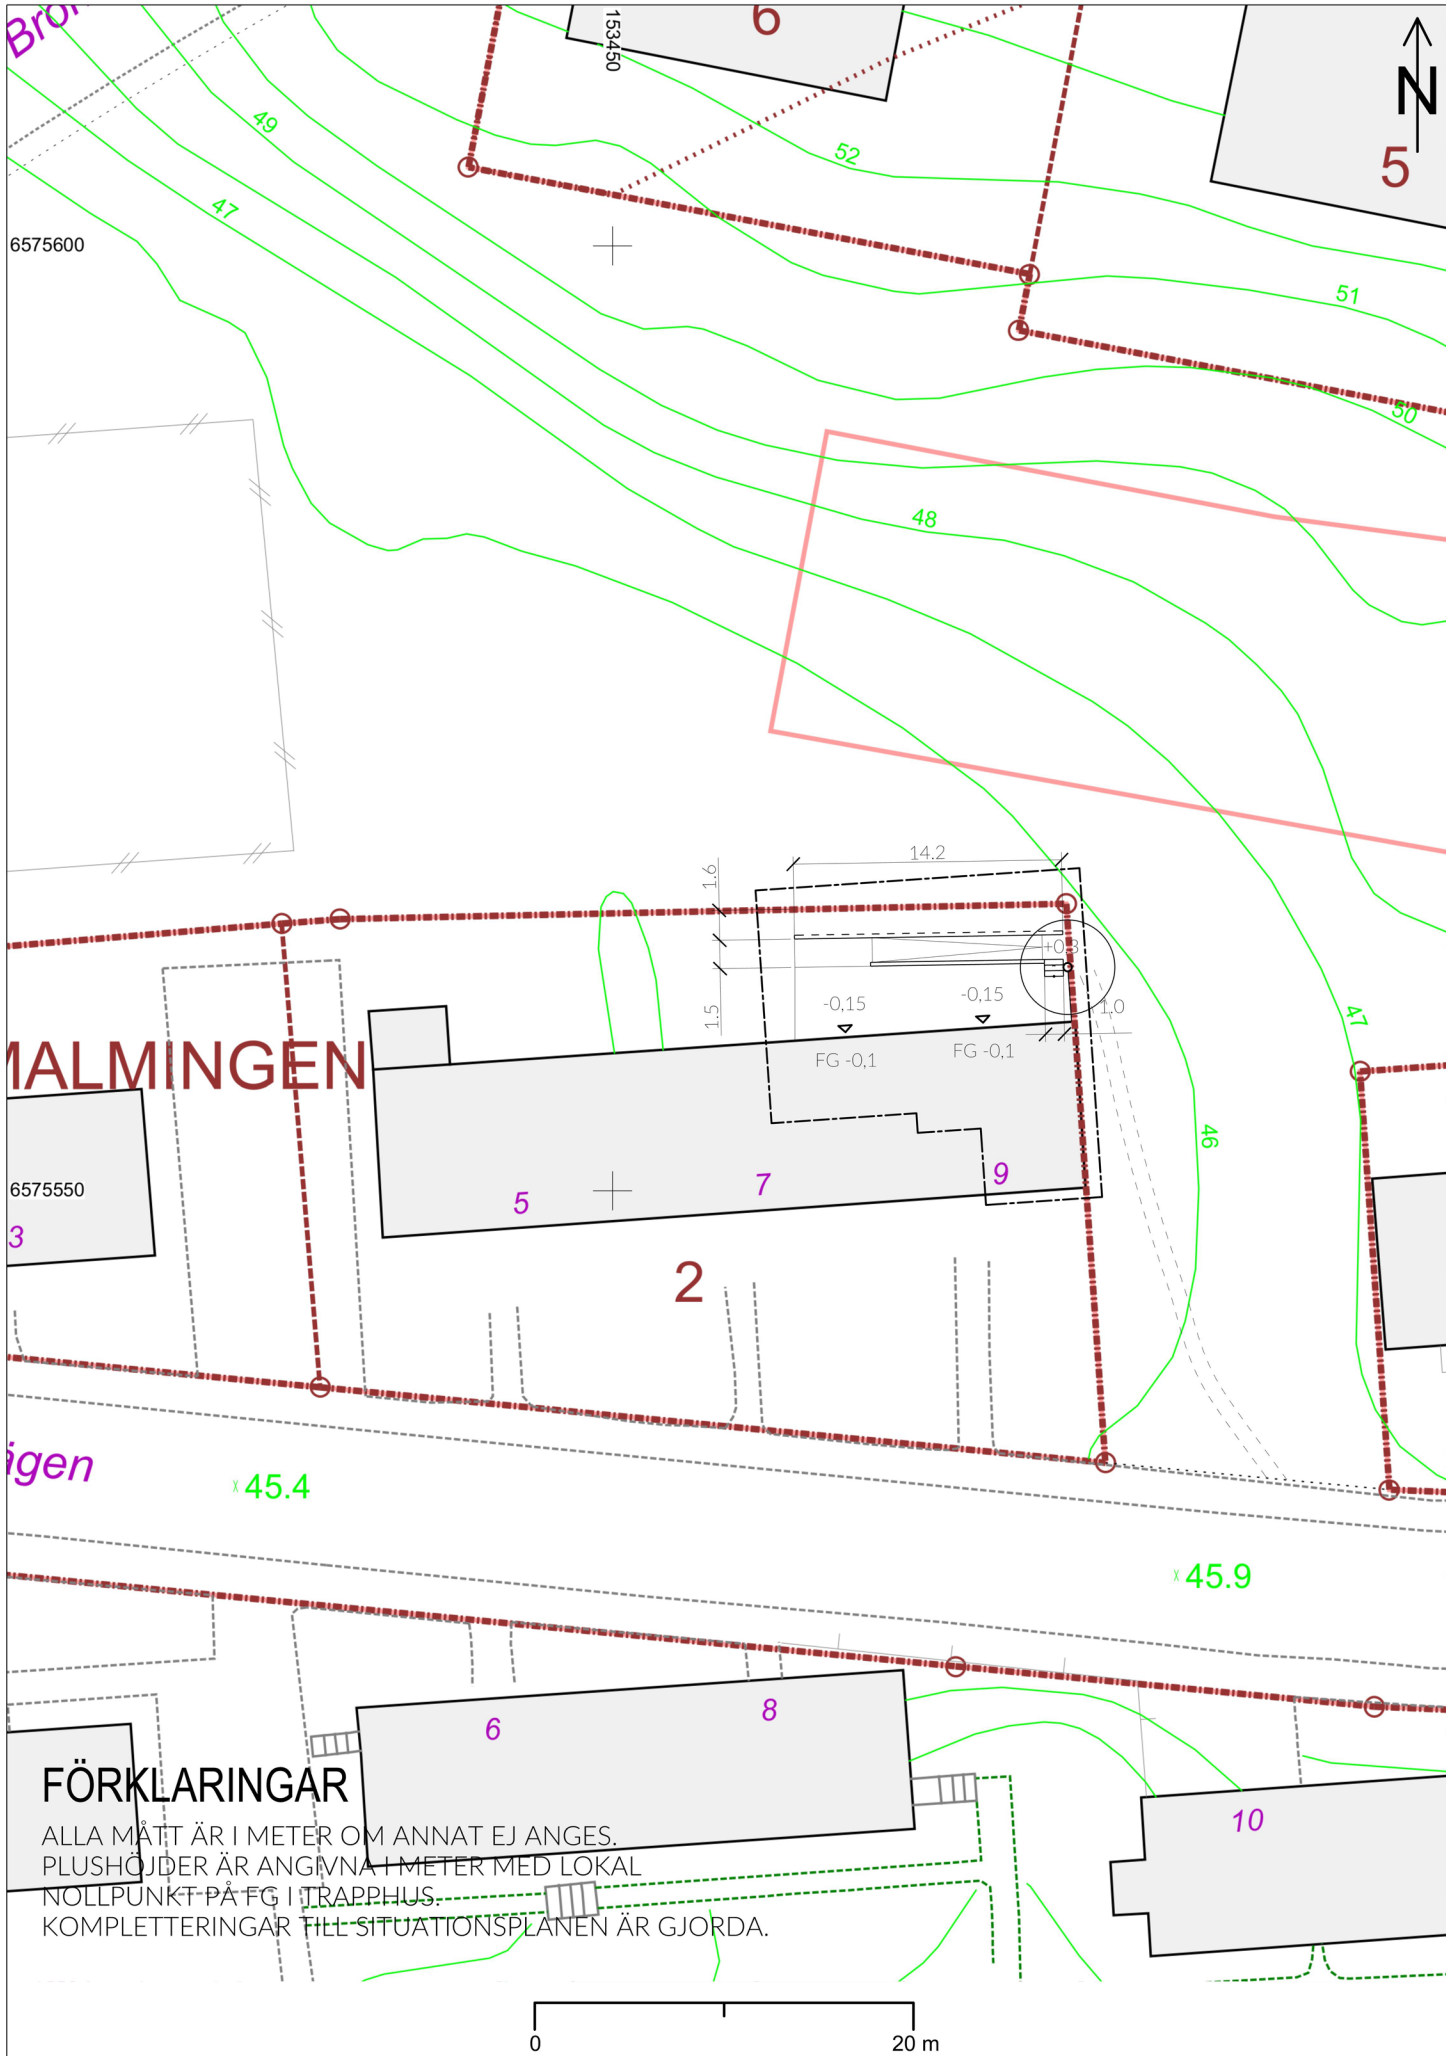 153450
6
N
5
49
52
47
6575600
51
50
48
14.2
1.6
+0.3
-0,15
-0,15
1.5
1.0
FG -0,1
FG -0,1
47
MALMINGEN
46
9
7
5
6575550
3
2
ägen
45.4
45.9
8
6
10
FÖRKLARINGAR
ALLA MÅTT ÄR I METER OM ANNAT EJ ANGES.
PLUSHÖJDER ÄR ANGIVNA I METER MED LOKAL
NOLLPUNKT PÅ FG I TRAPPHUS.
KOMPLETTERINGAR TILL SITUATIONSPLANEN ÄR GJORDA.
0
20 m